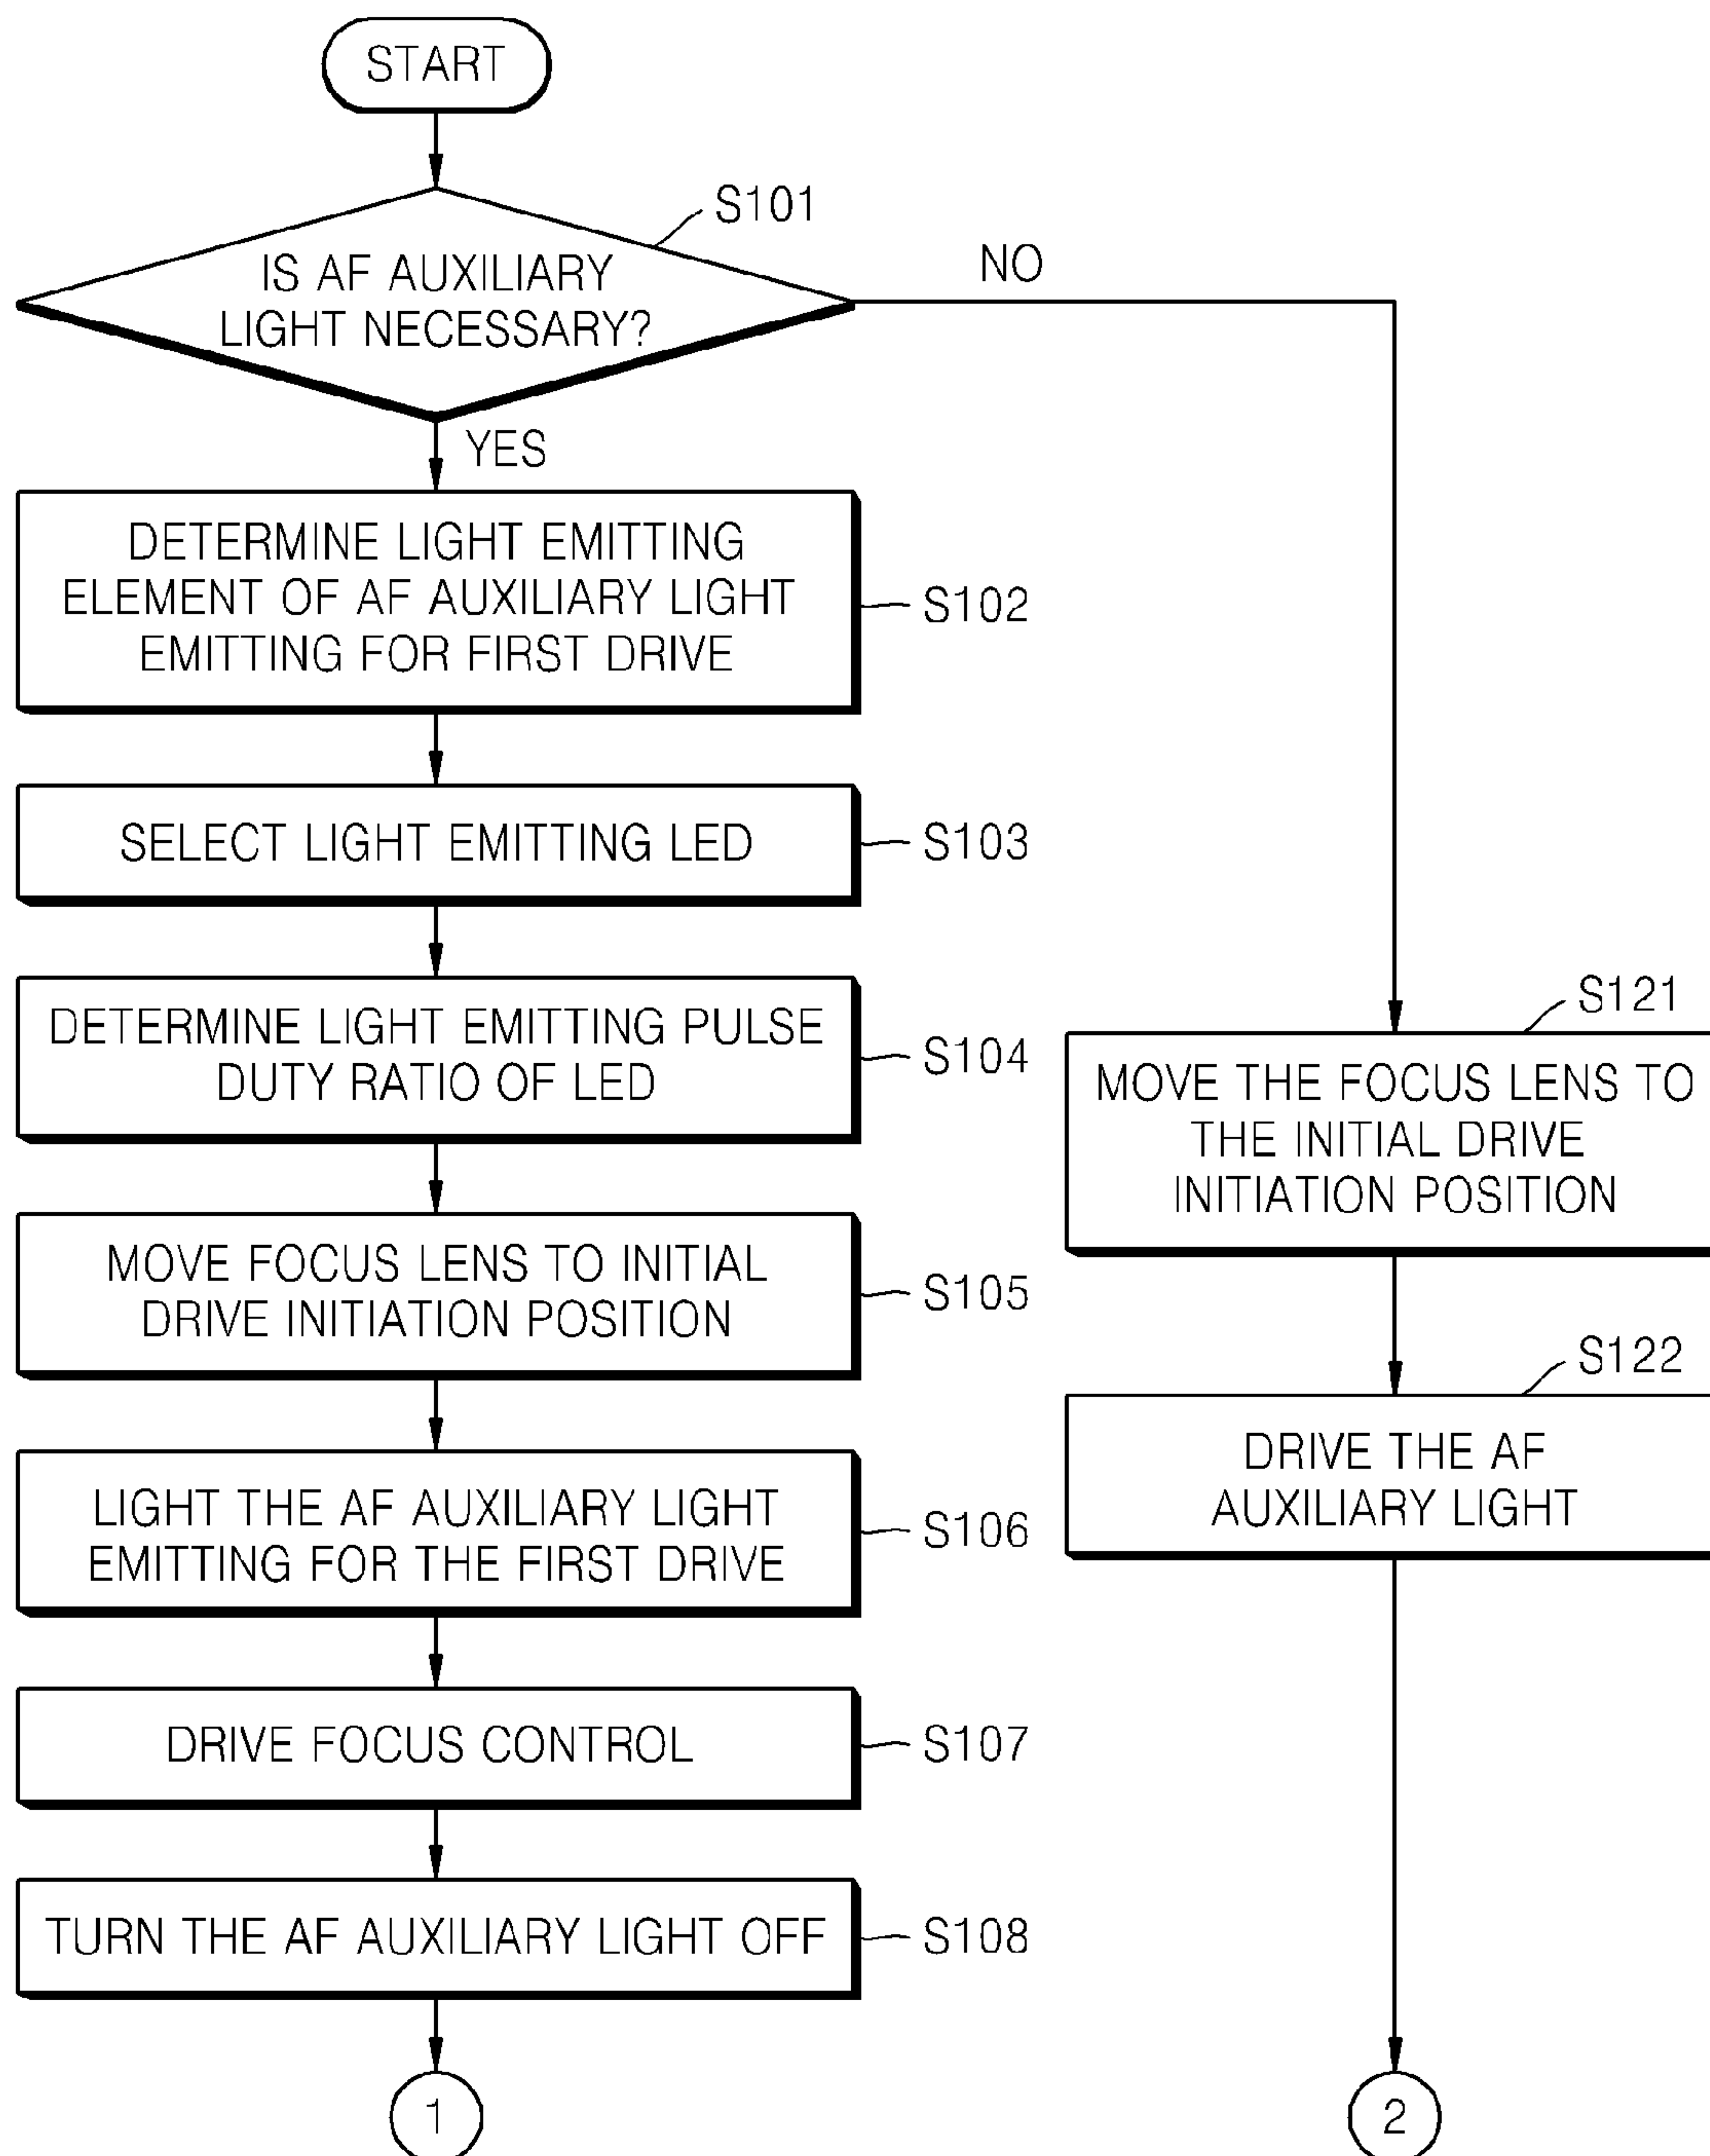 START
S101
IS AF AUXILIARY
LIGHT NECESSARY?
NO
YES
DETERMINE LIGHT EMITTING
ELEMENT OF AF AUXILIARY LIGHT
EMITTING FOR FIRST DRIVE
S102
SELECT LIGHT EMITTING LED
S103
DETERMINE LIGHT EMITTING PULSE
DUTY RATIO OF LED
S104
MOVE FOCUS LENS TO INITIAL
DRIVE INITIATION POSITION
S105
LIGHT THE AF AUXILIARY LIGHT
EMITTING FOR THE FIRST DRIVE
S106
DRIVE FOCUS CONTROL
S107
TURN THE AF AUXILIARY LIGHT OFF
S108
1
S121
MOVE THE FOCUS LENS TO
THE INITIAL DRIVE
INITIATION POSITION
S122
DRIVE THE AF
AUXILIARY LIGHT
2